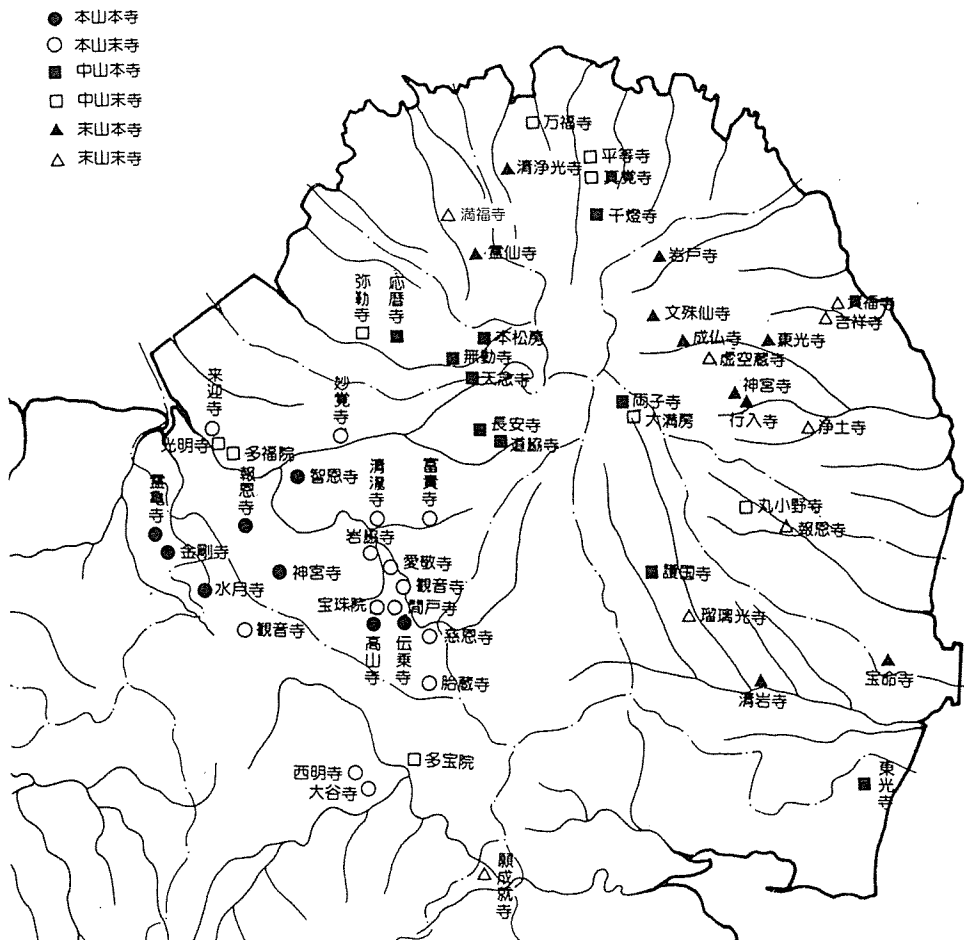 本山本寺
本山末寺
中山本寺
中山末寺
末山本寺
末山末寺
万福寺
平等寺
清浄光寺
真覚寺
満福寺
千燈寺
霊仙寺
岩戸寺
弥勒寺
応暦寺
貫福寺
文殊仙寺
吉祥寺
本松房
成仏寺
東光寺
無動寺
虚空蔵寺
天念寺
来迎寺
妙覚寺
神宮寺
両子寺
大満房
行入寺
浄土寺
長安寺
道脇寺
光明寺
多福院
報恩寺
智恩寺
清滝寺
富貴寺
霊亀寺
丸小野寺
報恩寺
岩脇寺
金剛寺
愛敬寺
神宮寺
護国寺
水月寺
観音寺
宝珠院
間戸寺
瑠璃光寺
観音寺
高山寺
伝乗寺
慈恩寺
胎蔵寺
宝命寺
清岩寺
多宝院
西明寺
大谷寺
東光寺
願成就寺